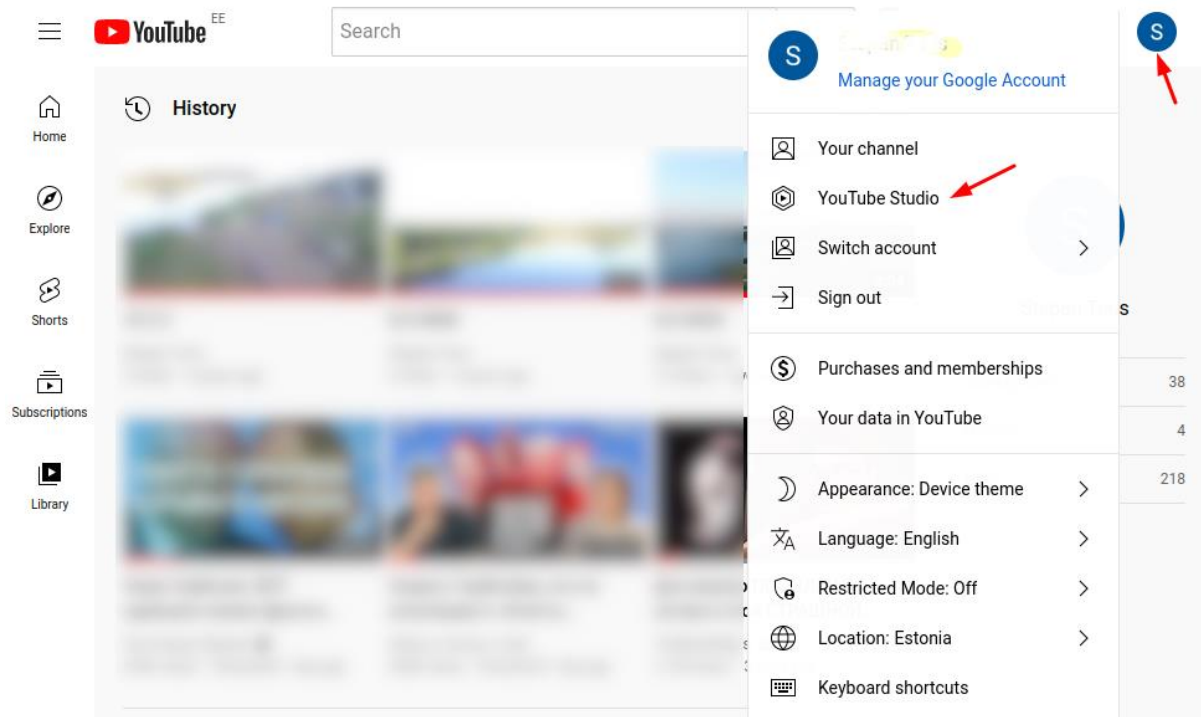 YouTube EE
Search
S
Home
Explore
Shorts
Subscriptions
Library
History
S
Manage your Google Account
Your channel
YouTube Studio
Switch account
Sign out
Purchases and memberships
Your data in YouTube
Appearance: Device theme
Language: English
Restricted Mode: Off
Location: Estonia
Keyboard shortcuts
38
4
218